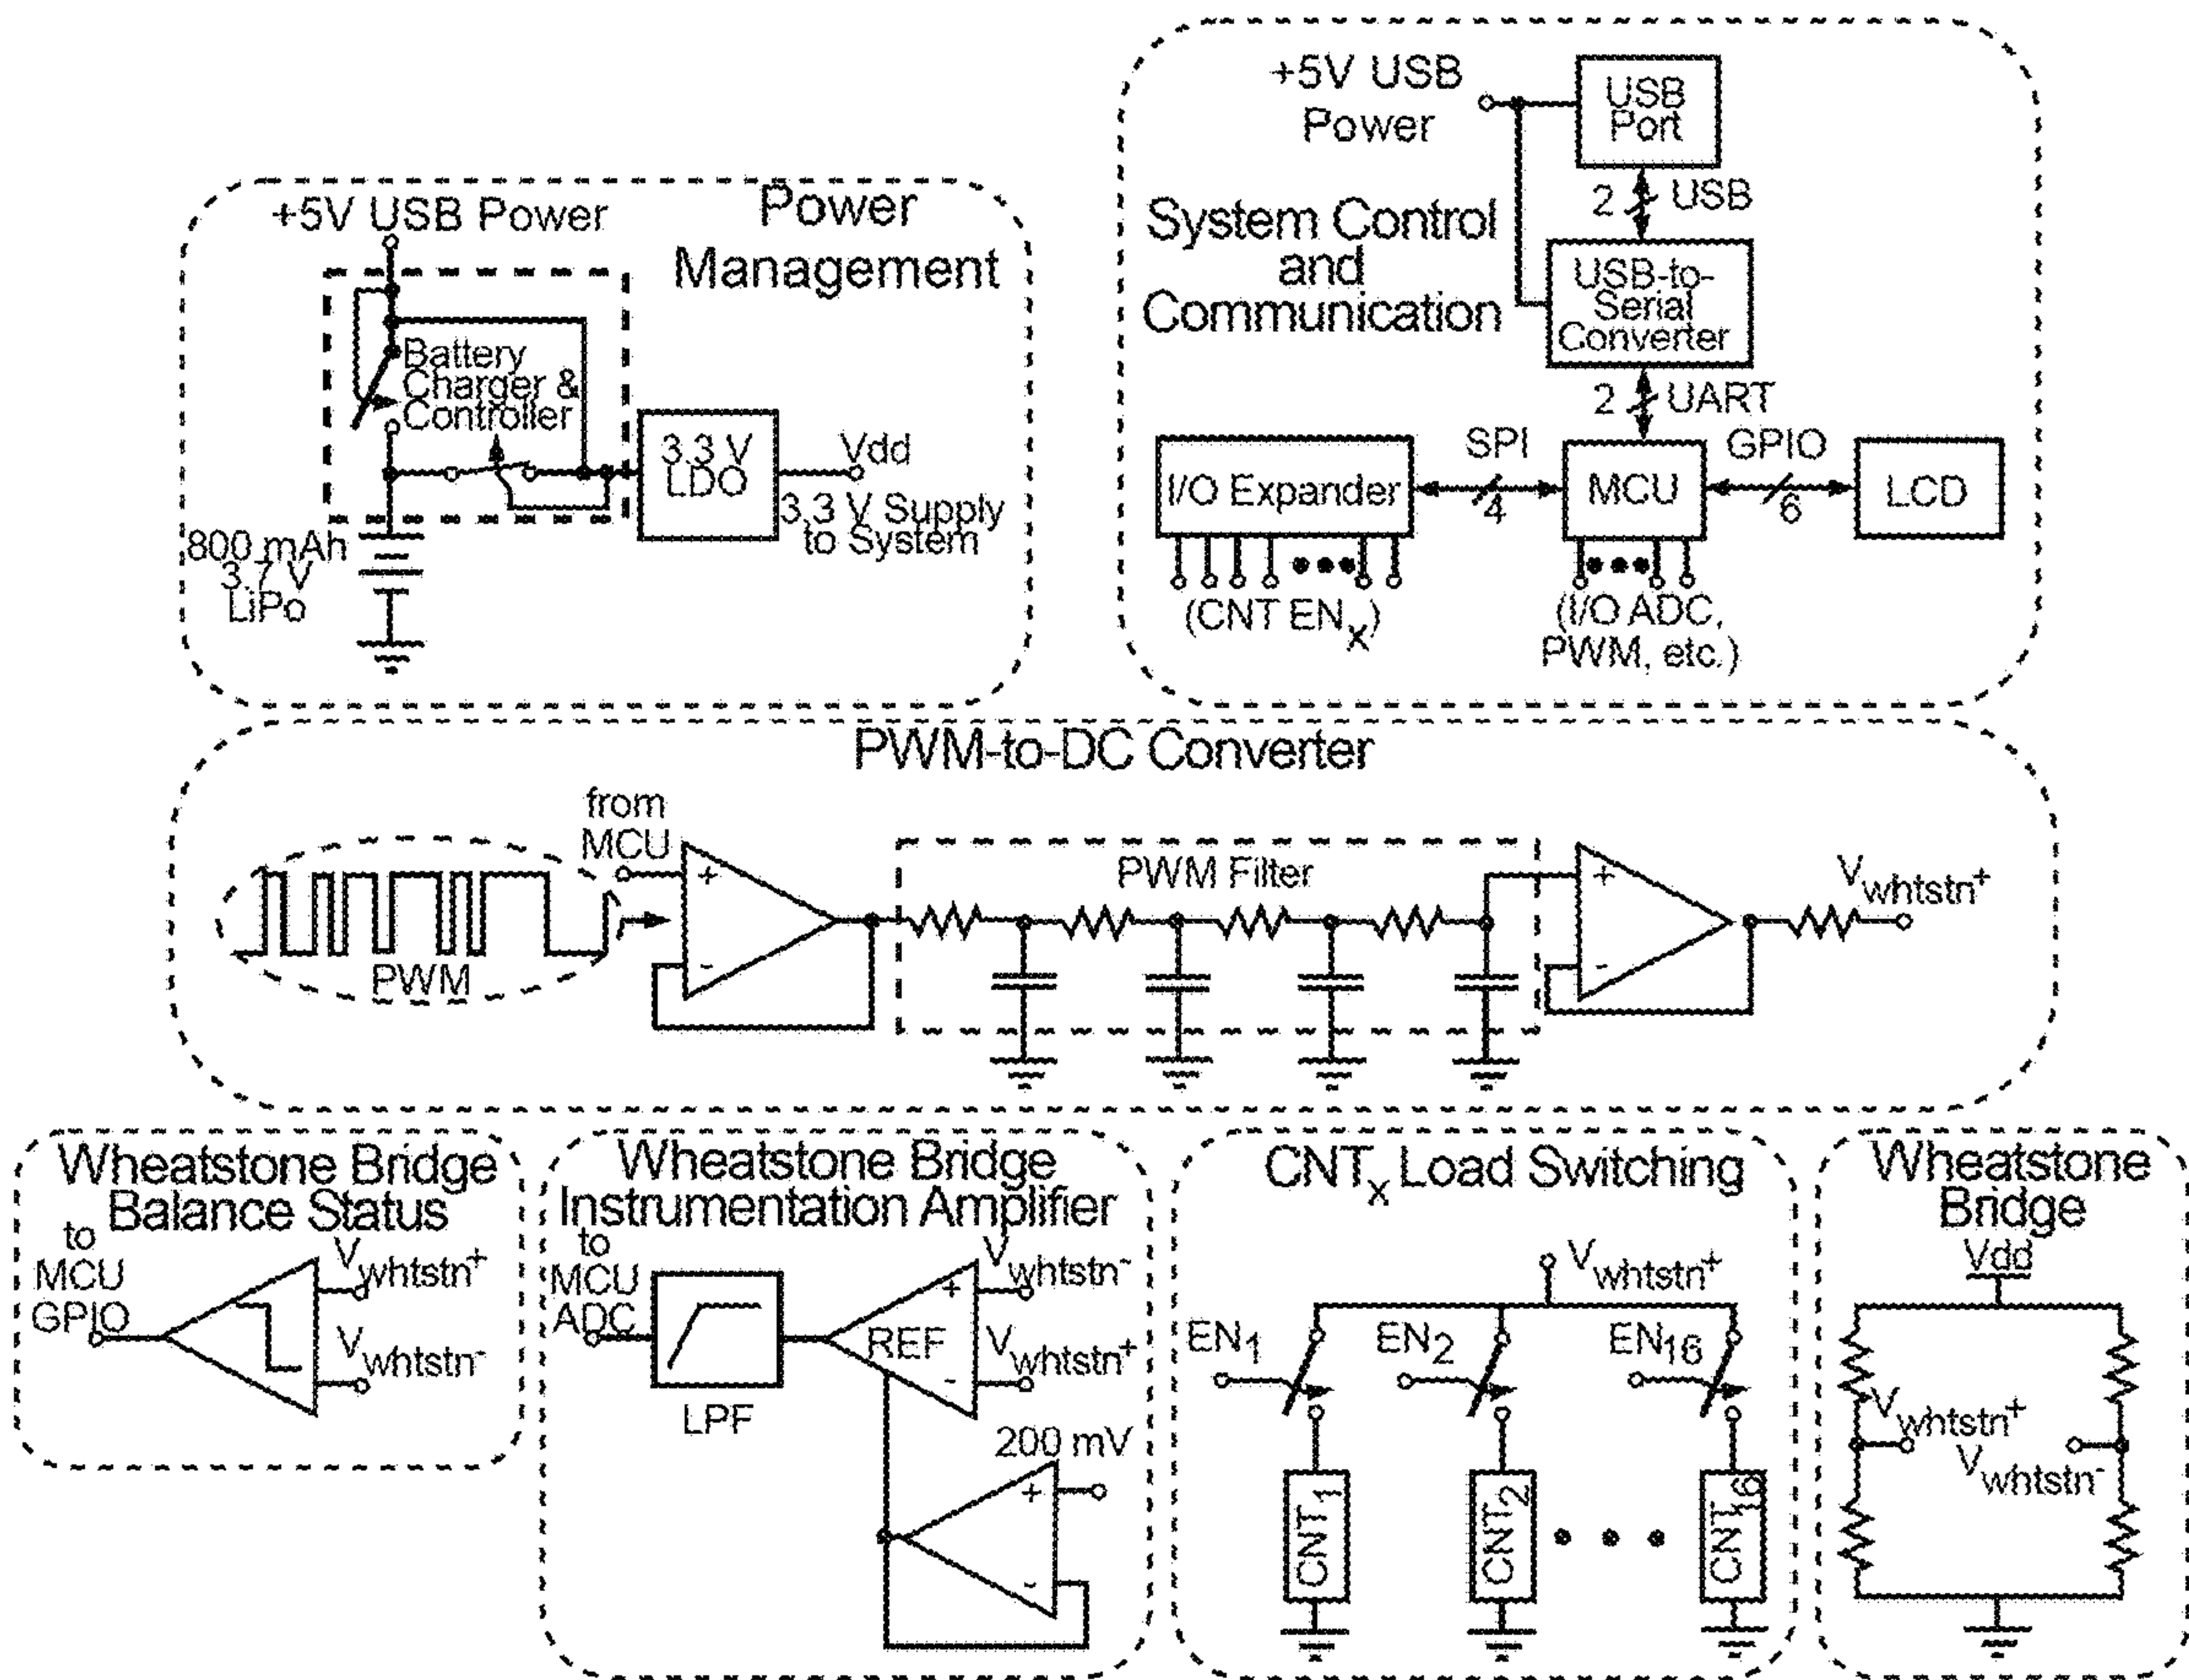 +5V USB Power
Power
Management
Battery
Charger &
Controller
3.3 V
LDO
Vdd
3.3 V Supply
to System
800 mAh
3.7 V
LiPo
+5V USB
Power
USB
Port
2
USB
System Control
and
Communication
USB-to-
Serial
Converter
2
UART
I/O Expander
SPI
4
MCU
GPIO
6
LCD
(CNT ENx)
(I/O ADC,
PWM, etc.)
PWM-to-DC Converter
from
MCU
PWM
+
-
PWM Filter
+
-
Vwhtstn+
Wheatstone Bridge
Balance Status
to
MCU
GPIO
Vwhtstn+
Vwhtstn-
Wheatstone Bridge
Instrumentation Amplifier
to
MCU
ADC
LPF
REF
+
-
Vwhtstn-
Vwhtstn+
200 mV
+
-
CNTx Load Switching
Vwhtstn+
EN1
EN2
EN16
CNT1
CNT2
CNT16
Wheatstone
Bridge
Vdd
Vwhtstn+
Vwhtstn-